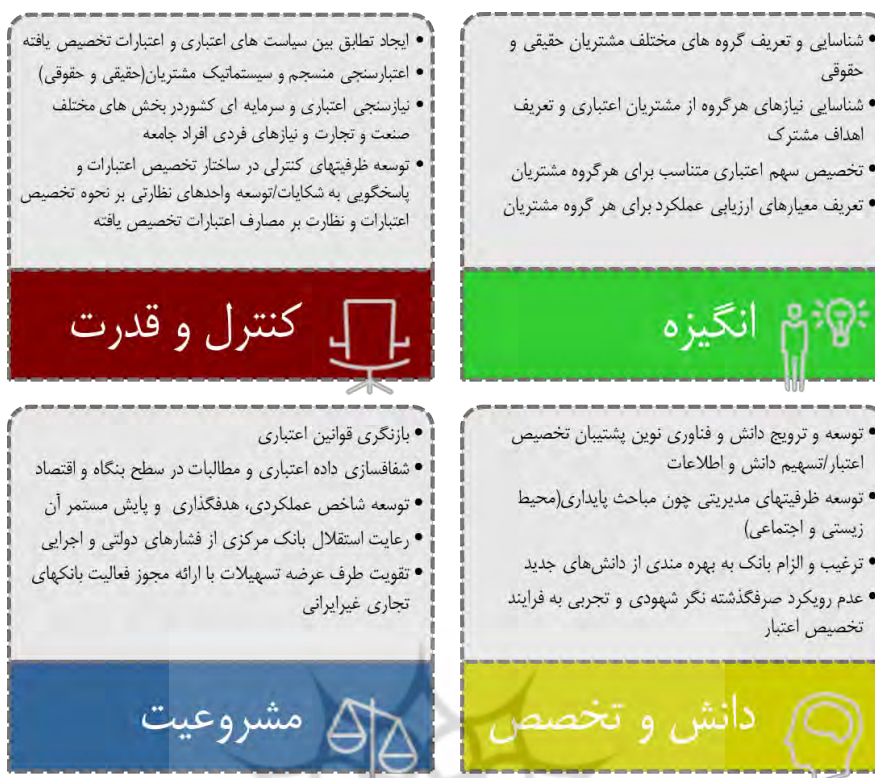 • شناسایی و تعریف گروه های مختلف مشتریان حقیقی و
حقوقی
• شناسایی نیازهای هرگروه از مشتریان اعتباری و تعریف
اهداف مشترک
• تخصیص سهم اعتباری متناسب برای هرگروه مشتریان
• تعریف معیارهای ارزیابی عملکرد برای هر گروه مشتریان
انگیزه
• ایجاد تطابق بین سیاست های اعتباری و اعتبارات تخصیص یافته
• اعتبارسنجی منسجم و سیستماتیک مشتریان(حقیقی و حقوقی)
• نیازسنجی اعتباری و سرمایه ای کشوردر بخش های مختلف
صنعت و تجارت و نیازهای فردی افراد جامعه
• توسعه ظرفیتهای کنترلی در ساختار تخصیص اعتبارات و
پاسخگویی به شکایات/توسعه واحدهای نظارتی بر نحوه تخصیص
اعتبارات و نظارت بر مصارف اعتبارات تخصیص یافته
کنترل و قدرت
• توسعه و ترویج دانش و فناوری نوین پشتیبان تخصیص
اعتبار/تسهیم دانش و اطلاعات
• توسعه ظرفیتهای مدیریتی چون مباحث پایداری(محیط
زیستی و اجتماعی)
• ترغیب و الزام بانک به بهره مندی از دانش‌های جدید
• عدم رویکرد صرفگذشته نگر شهودی و تجربی به فرایند
تخصیص اعتبار
دانش و تخصص
• بازنگری قوانین اعتباری
• شفافسازی داده اعتباری و مطالبات در سطح بنگاه و اقتصاد
• توسعه شاخص عملکردی، هدفگذاری و پایش مستمر آن
• رعایت استقلال بانک مرکزی از فشارهای دولتی و اجرایی
• تقویت طرف عرضه تسهیلات با ارائه مجوز فعالیت بانکهای
تجاری غیرایرانی
مشروعیت